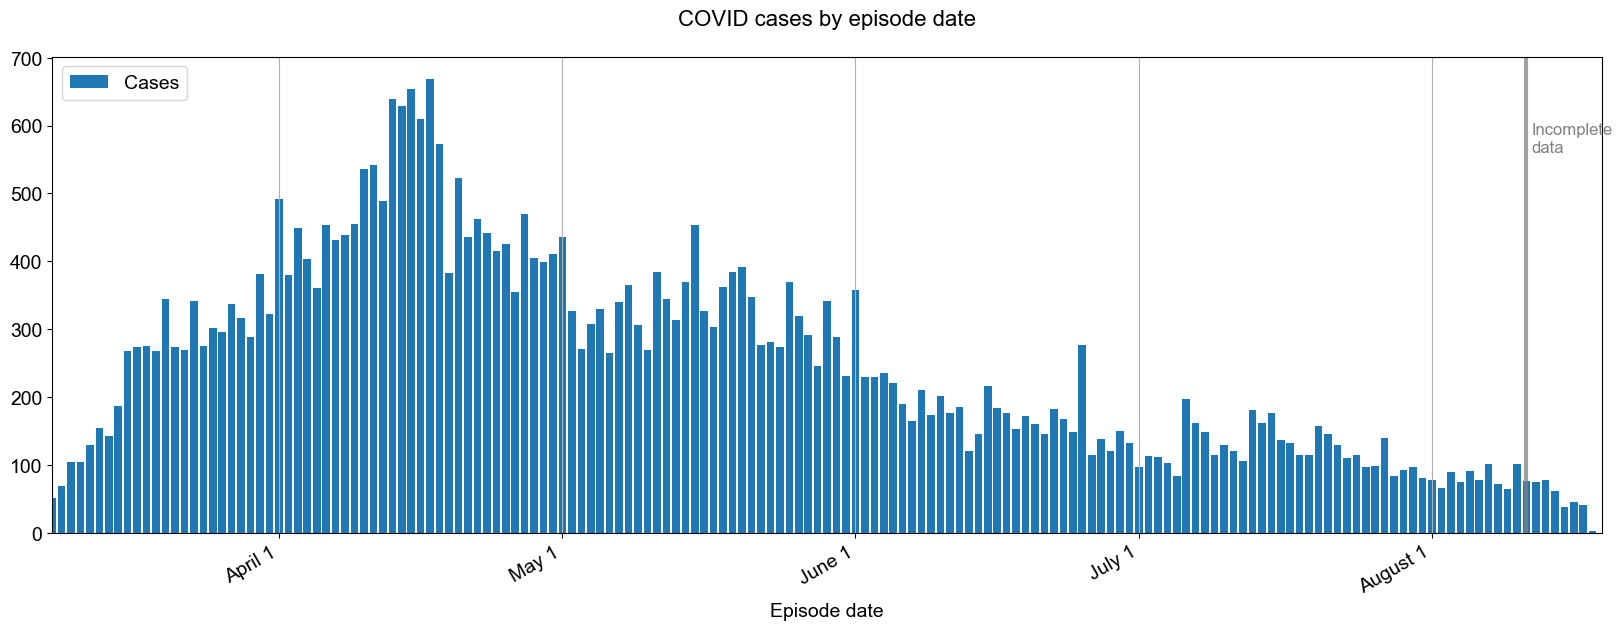 COVID cases by episode date
700
600
500
400
300
200
100
0
Cases
Incomplete
data
April 1
May 1
June 1
July 1
August 1
Episode date